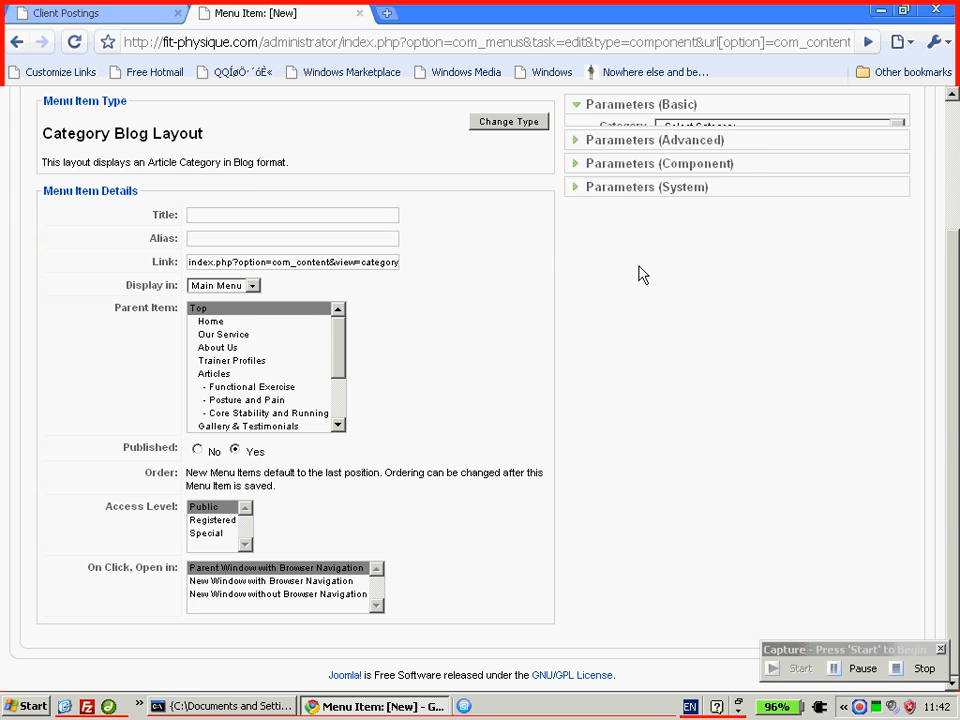 Client Postings
Menu Item: [New]
http://fit-physique.com/administrator/index.php?option=com_menus&task=edit&type=component&url[option]=com_content
Customize Links Free Hotmail Windows Marketplace Windows Media Windows Nowhere else and be... Other bookmarks
Menu Item Type
Category Blog Layout
Change Type
This layout displays an Article Category in Blog format.
Parameters (Basic)
Category - Select Category -
Parameters (Advanced)
Parameters (Component)
Parameters (System)
Menu Item Details
Title:
Alias:
Link: index.php?option=com_content&view=category
Display in: Main Menu
Parent Item: Top
Home
Our Service
About Us
Trainer Profiles
Articles
- Functional Exercise
- Posture and Pain
- Core Stability and Running
Gallery & Testimonials
Published: No Yes
Order: New Menu Items default to the last position. Ordering can be changed after this
Menu Item is saved.
Access Level: Public
Registered
Special
On Click, Open in: Parent Window with Browser Navigation
New Window with Browser Navigation
New Window without Browser Navigation
Capture - Press 'Start' to Begin
Start Pause Stop
Joomla! is Free Software released under the GNU/GPL License.
Start {C:\Documents and Setti... Menu Item: [New] - G... EN 96% 11:42